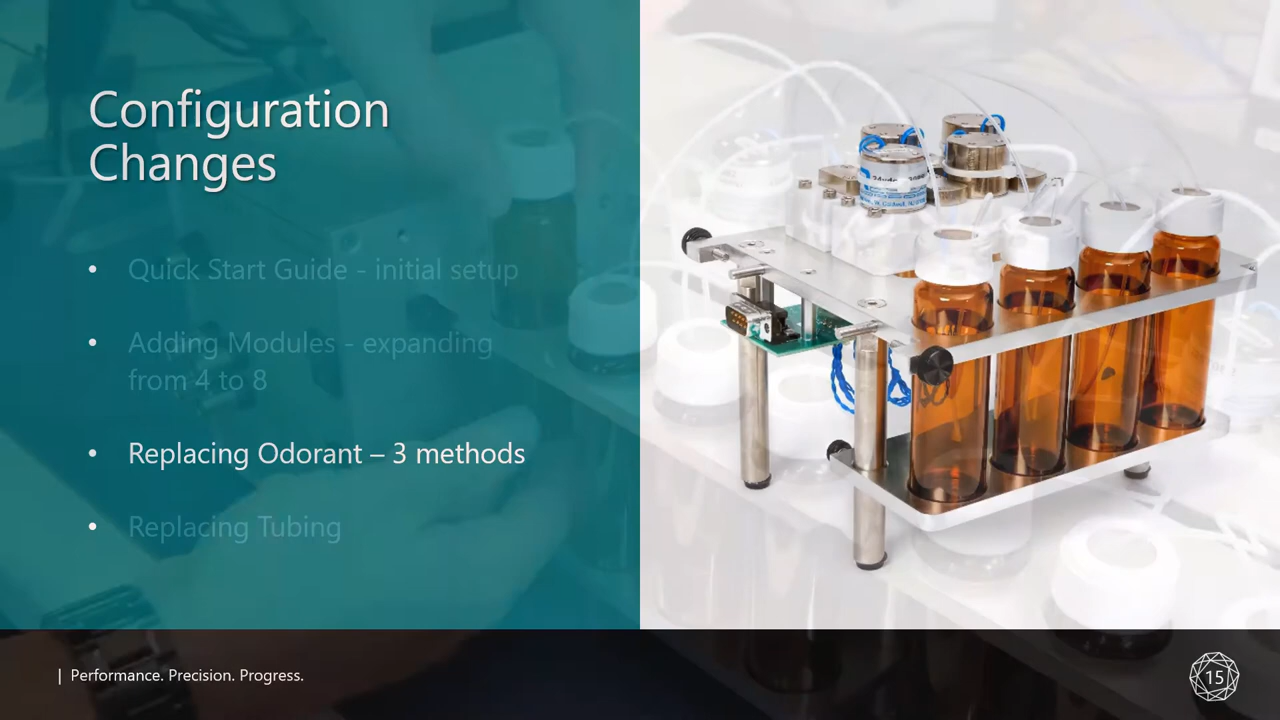 Configuration
Changes
• Quick Start Guide - initial setup
• Adding Modules - expanding
from 4 to 8
• Replacing Odorant – 3 methods
• Replacing Tubing
| Performance. Precision. Progress.
15